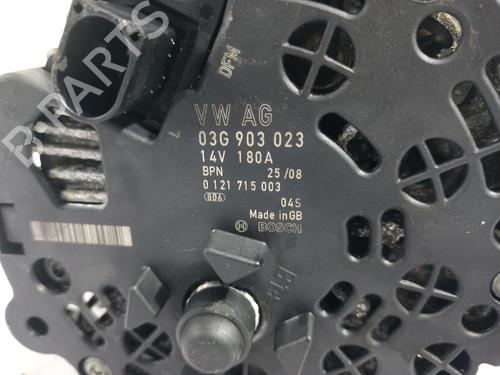 DFM
L
VW AG
03G 903 023
14V 180A
BPN 25/08
0 121 715 003
806 04S
Made in GB
BOSCH
B-Parts